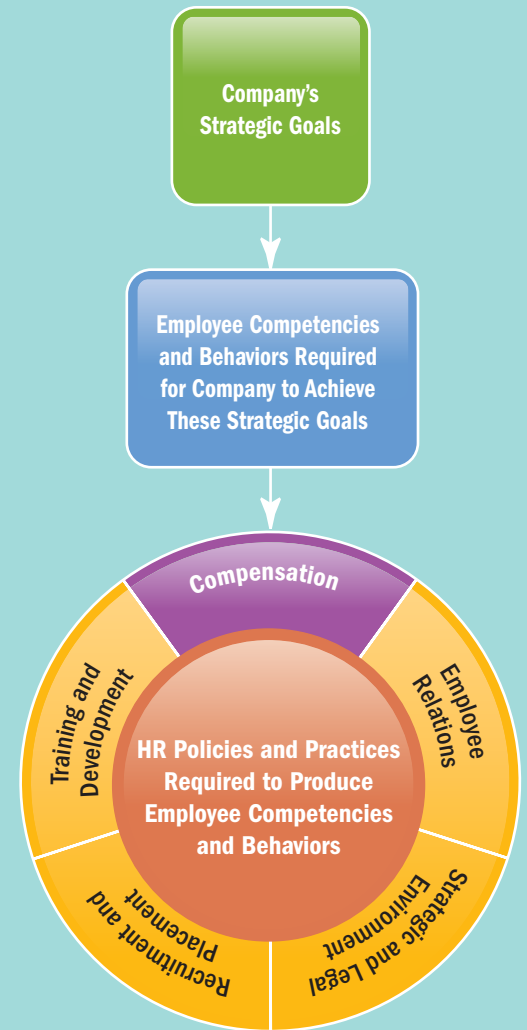 Company's
Strategic Goals
Employee Competencies
and Behaviors Required
for Company to Achieve
These Strategic Goals
Compensation
Training and
Development
Employee
Relations
HR Policies and Practices
Required to Produce
Employee Competencies
and Behaviors
Recruitment and
Placement
Strategic and Legal
Environment